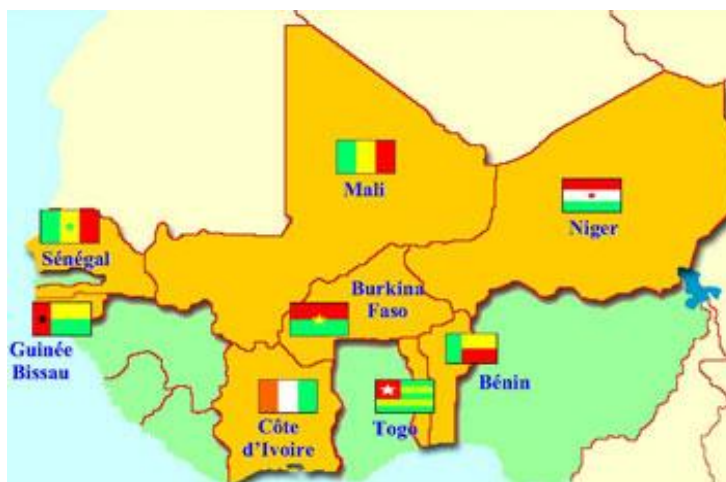 Mali
Niger
Sénégal
Burkina
Faso
Guinée
Bissau
Bénin
Côte
d'Ivoire
Togo